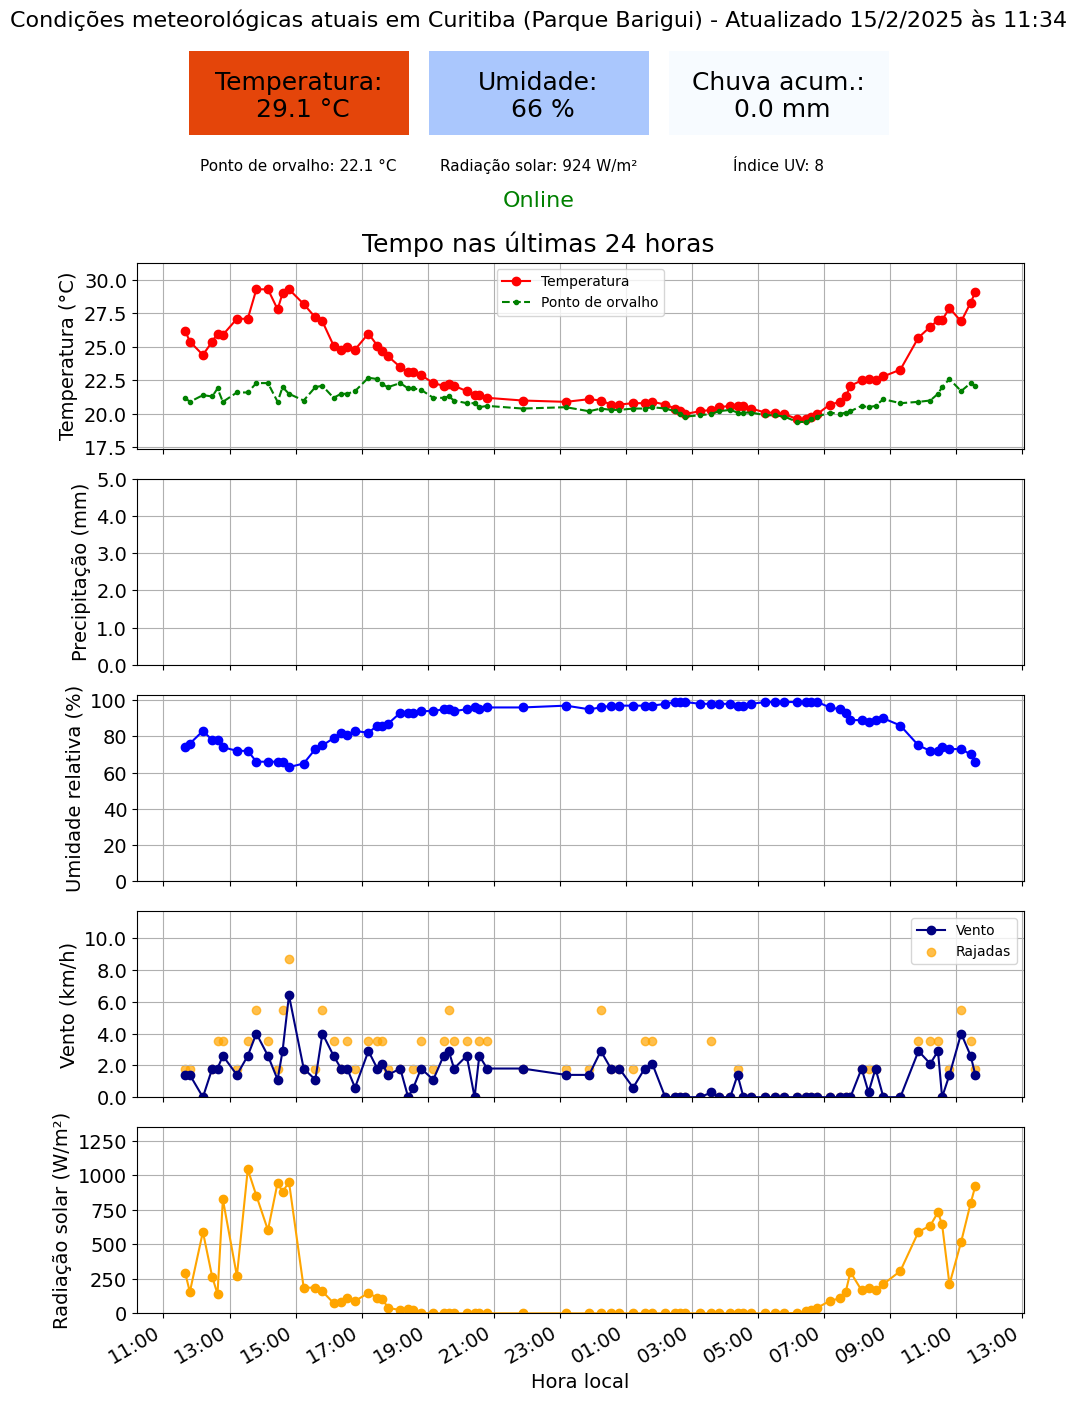 Condições meteorológicas atuais em Curitiba (Parque Barigui) - Atualizado 15/2/2025 às 11:34
Temperatura:
29.1 °C
Umidade:
66 %
Chuva acum.:
0.0 mm
Ponto de orvalho: 22.1 °C
Radiação solar: 924 W/m²
Índice UV: 8
Online
Tempo nas últimas 24 horas
Temperatura (°C)
30.0
27.5
25.0
22.5
20.0
17.5
Temperatura
Ponto de orvalho
Precipitação (mm)
5.0
4.0
3.0
2.0
1.0
0.0
Umidade relativa (%)
100
80
60
40
20
0
Vento (km/h)
10.0
8.0
6.0
4.0
2.0
0.0
Vento
Rajadas
Radiação solar (W/m²)
1250
1000
750
500
250
0
11:00
13:00
15:00
17:00
19:00
21:00
23:00
01:00
03:00
05:00
07:00
09:00
11:00
13:00
Hora local